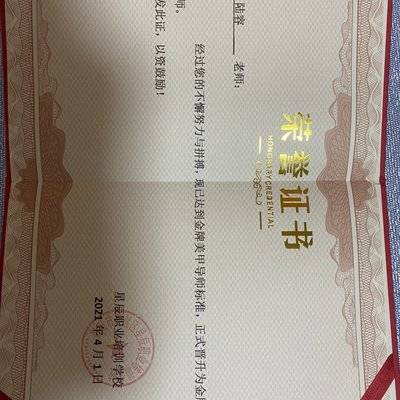 荣誉证书
HONORARY CREDENTIAL
陆容 老师:
经过您的不懈努力与拼搏, 现已达到金牌美甲导师标准, 正式晋升为金
师。
发此证, 以资鼓励!
星辰职业培训学校
2021年4月1日